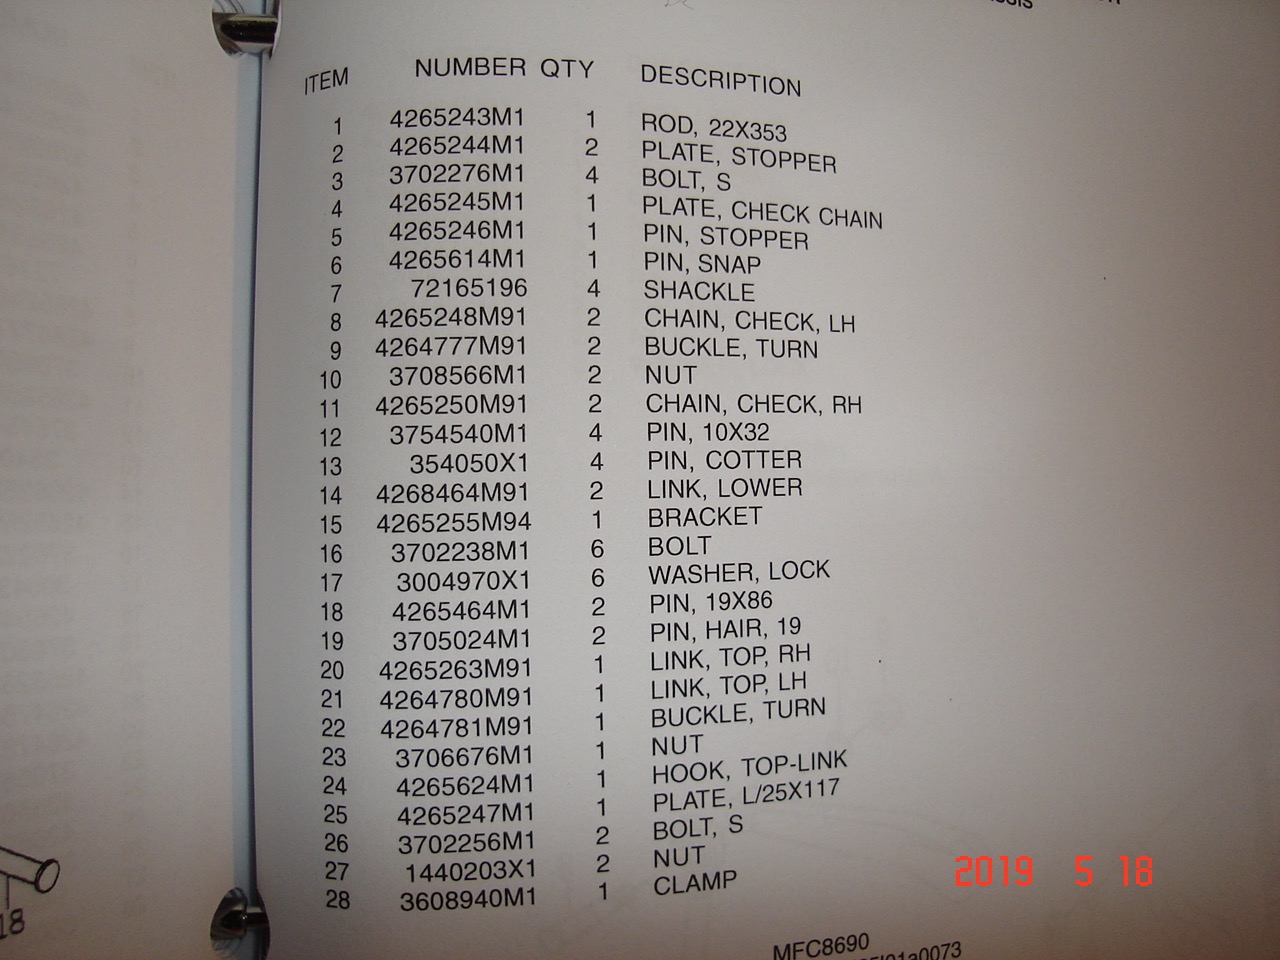 ITEM NUMBER QTY DESCRIPTION
1 4265243M1 1 ROD, 22X353
2 4265244M1 2 PLATE, STOPPER
3 3702276M1 4 BOLT, S
4 4265245M1 1 PLATE, CHECK CHAIN
5 4265246M1 1 PIN, STOPPER
6 4265614M1 1 PIN, SNAP
7 72165196 4 SHACKLE
8 4265248M91 2 CHAIN, CHECK, LH
9 4264777M91 2 BUCKLE, TURN
10 3708566M1 2 NUT
11 4265250M91 2 CHAIN, CHECK, RH
12 3754540M1 4 PIN, 10X32
13 354050X1 4 PIN, COTTER
14 4268464M91 2 LINK, LOWER
15 4265255M94 1 BRACKET
16 3702238M1 6 BOLT
17 3004970X1 6 WASHER, LOCK
18 4265464M1 2 PIN, 19X86
19 3705024M1 2 PIN, HAIR, 19
20 4265263M91 1 LINK, TOP, RH
21 4264780M91 1 LINK, TOP, LH
22 4264781M91 1 BUCKLE, TURN
23 3706676M1 1 NUT
24 4265624M1 1 HOOK, TOP-LINK
25 4265247M1 1 PLATE, L/25X117
26 3702256M1 2 BOLT, S
27 1440203X1 2 NUT
28 3608940M1 1 CLAMP
18
2019 5 18
MFC8690